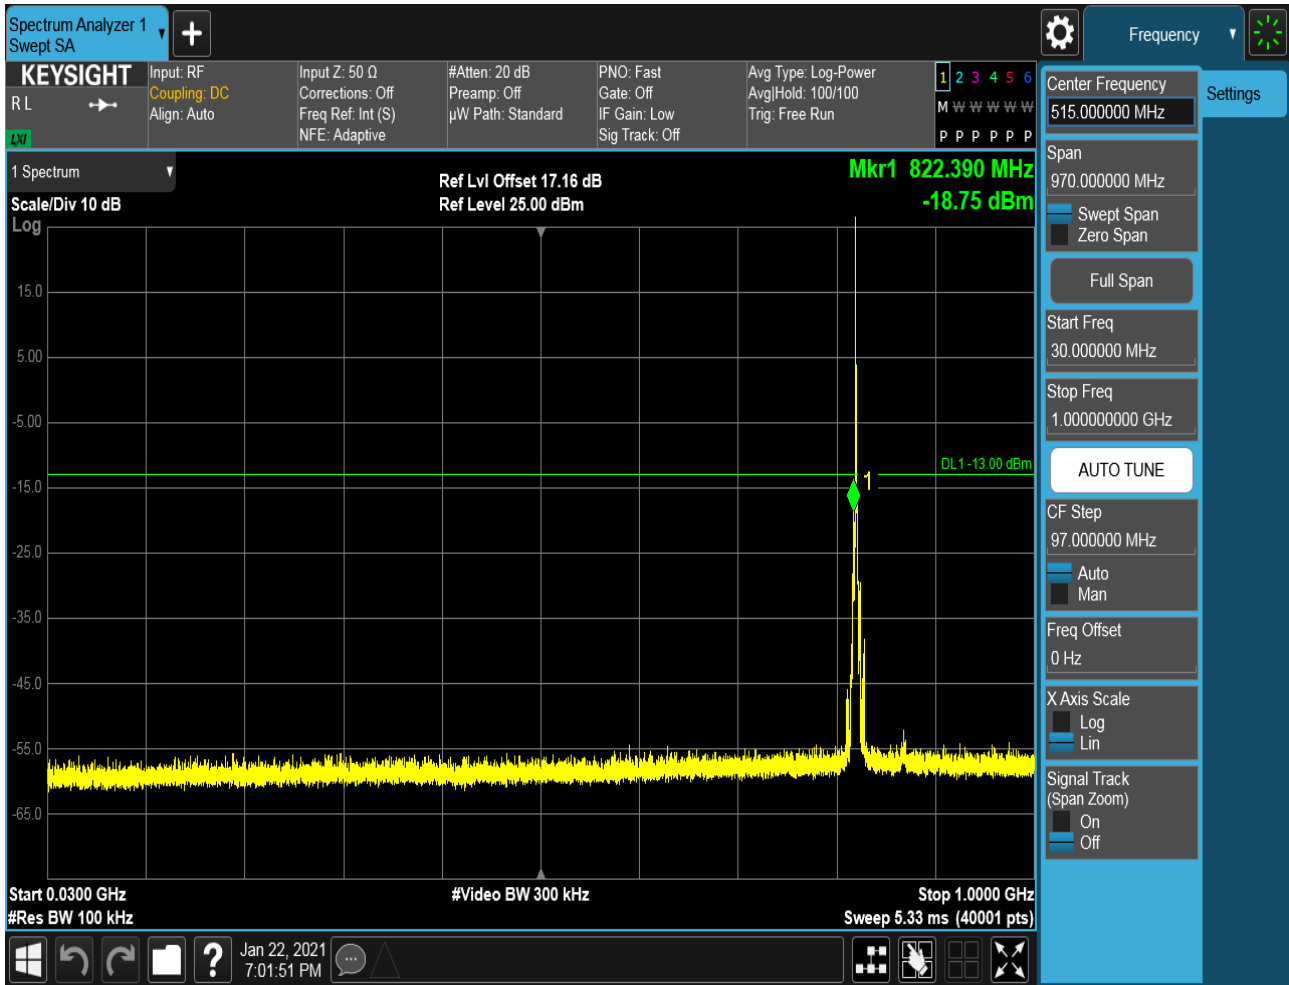 Spectrum Analyzer 1
Swept SA
Frequency
KEYSIGHT
R L
LXI
Input: RF
Coupling: DC
Align: Auto
Input Z: 50 Ω
Corrections: Off
Freq Ref: Int (S)
NFE: Adaptive
#Atten: 20 dB
Preamp: Off
µW Path: Standard
PNO: Fast
Gate: Off
IF Gain: Low
Sig Track: Off
Avg Type: Log-Power
Avg|Hold: 100/100
Trig: Free Run
1 2 3 4 5 6
M W W W W W
P P P P P P
1 Spectrum
Scale/Div 10 dB
Log
Ref Lvl Offset 17.16 dB
Ref Level 25.00 dBm
Mkr1 822.390 MHz
-18.75 dBm
15.0
5.00
-5.00
-15.0
-25.0
-35.0
-45.0
-55.0
-65.0
DL1 -13.00 dBm
1
Start 0.0300 GHz
#Res BW 100 kHz
#Video BW 300 kHz
Stop 1.0000 GHz
Sweep 5.33 ms (40001 pts)
Center Frequency
515.000000 MHz
Settings
Span
970.000000 MHz
Swept Span
Zero Span
Full Span
Start Freq
30.000000 MHz
Stop Freq
1.000000000 GHz
AUTO TUNE
CF Step
97.000000 MHz
Auto
Man
Freq Offset
0 Hz
X Axis Scale
Log
Lin
Signal Track
(Span Zoom)
On
Off
?
Jan 22, 2021
7:01:51 PM